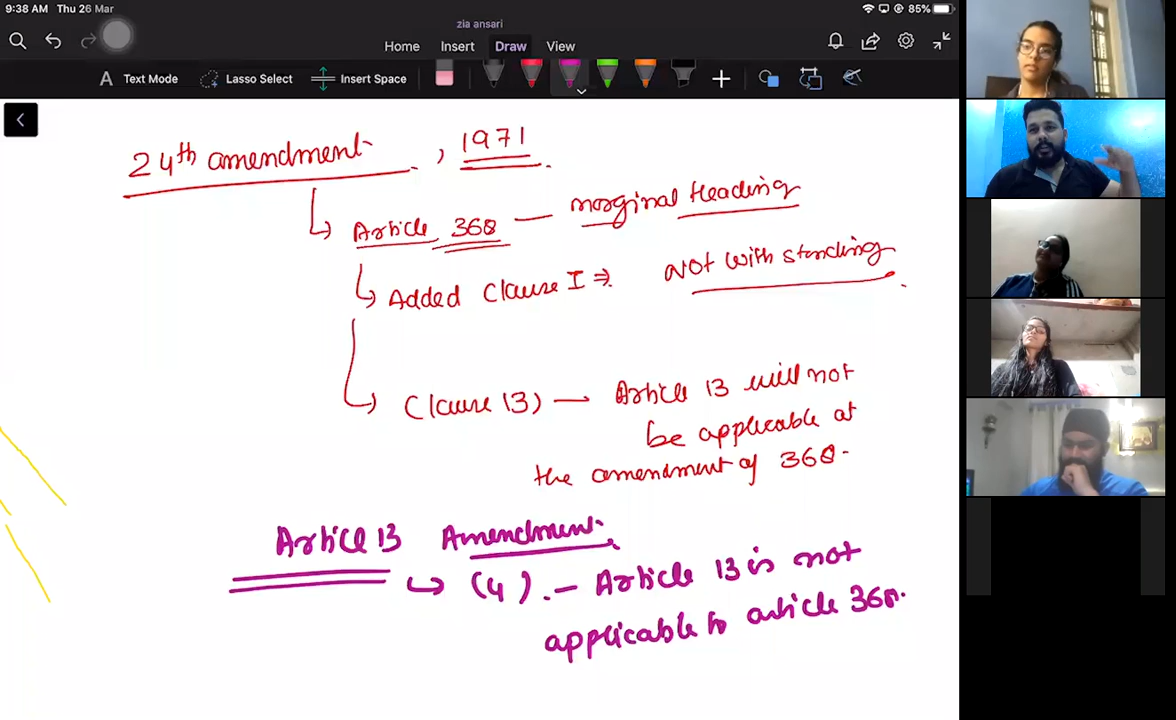 9:38 AM Thu 26 Mar
85%
zia ansari
Home Insert Draw View
Text Mode Lasso Select Insert Space
24th amendment , 1971
Article 368 — marginal Heading
Added Clause I ⇒ Not with standing
Clause 13) — Article 13 will not
be applicable at
the amendment of 368.
Article 13 Amendment.
(4). — Article 13 is not
applicable to article 368.